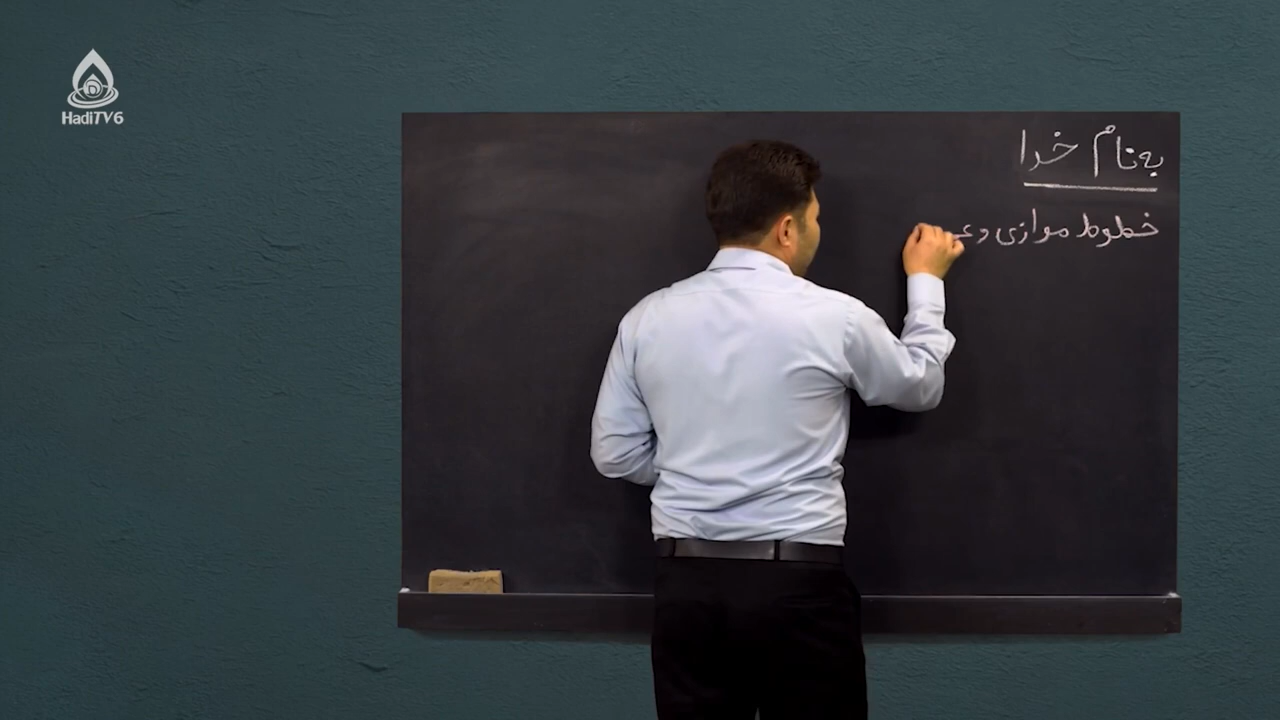 HadiTV6
به نام خدا
خطوط موازی و